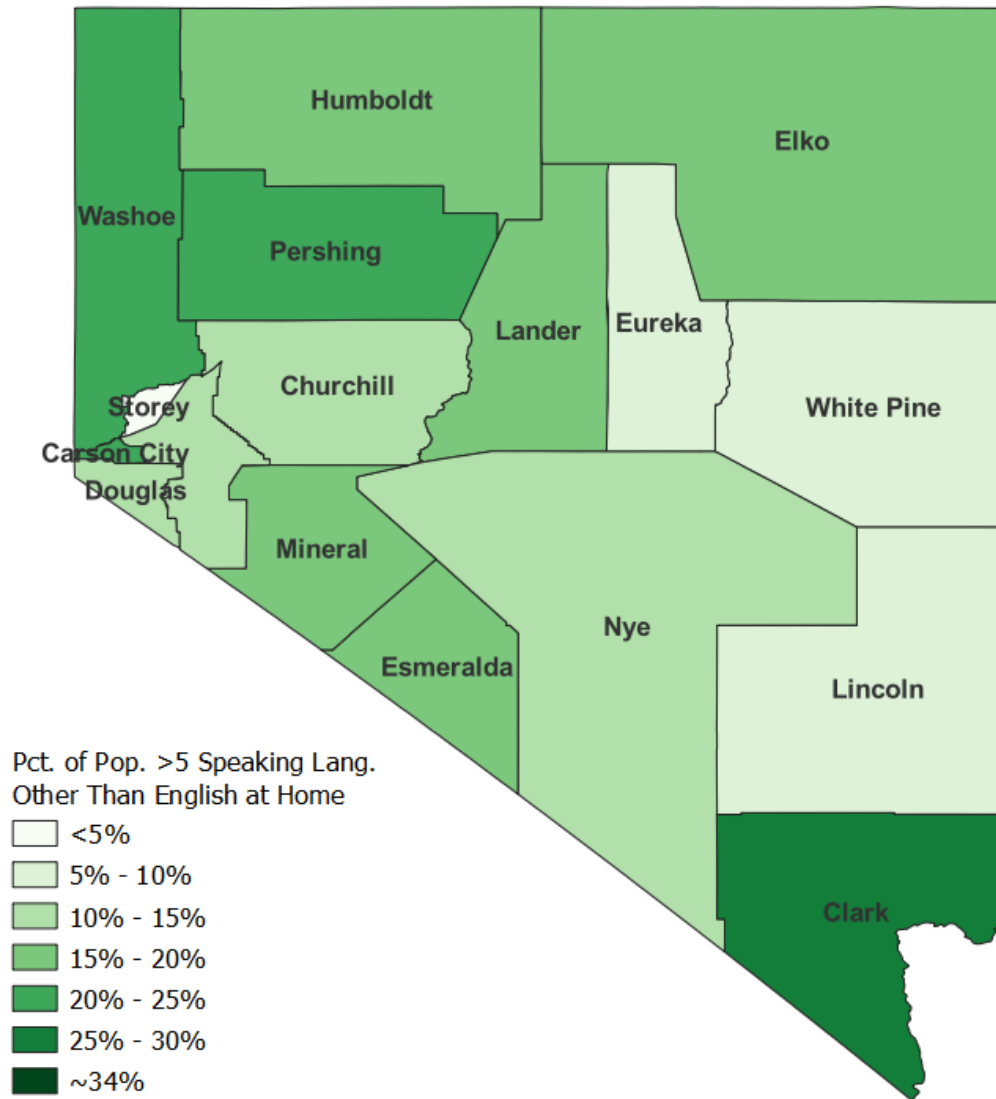 Humboldt
Elko
Washoe
Pershing
Eureka
Lander
Churchill
Storey
White Pine
Carson City
Douglas
Mineral
Nye
Esmeralda
Lincoln
Pct. of Pop. >5 Speaking Lang.
Other Than English at Home
<5%
5% - 10%
10% - 15%
15% - 20%
20% - 25%
25% - 30%
~34%
Clark